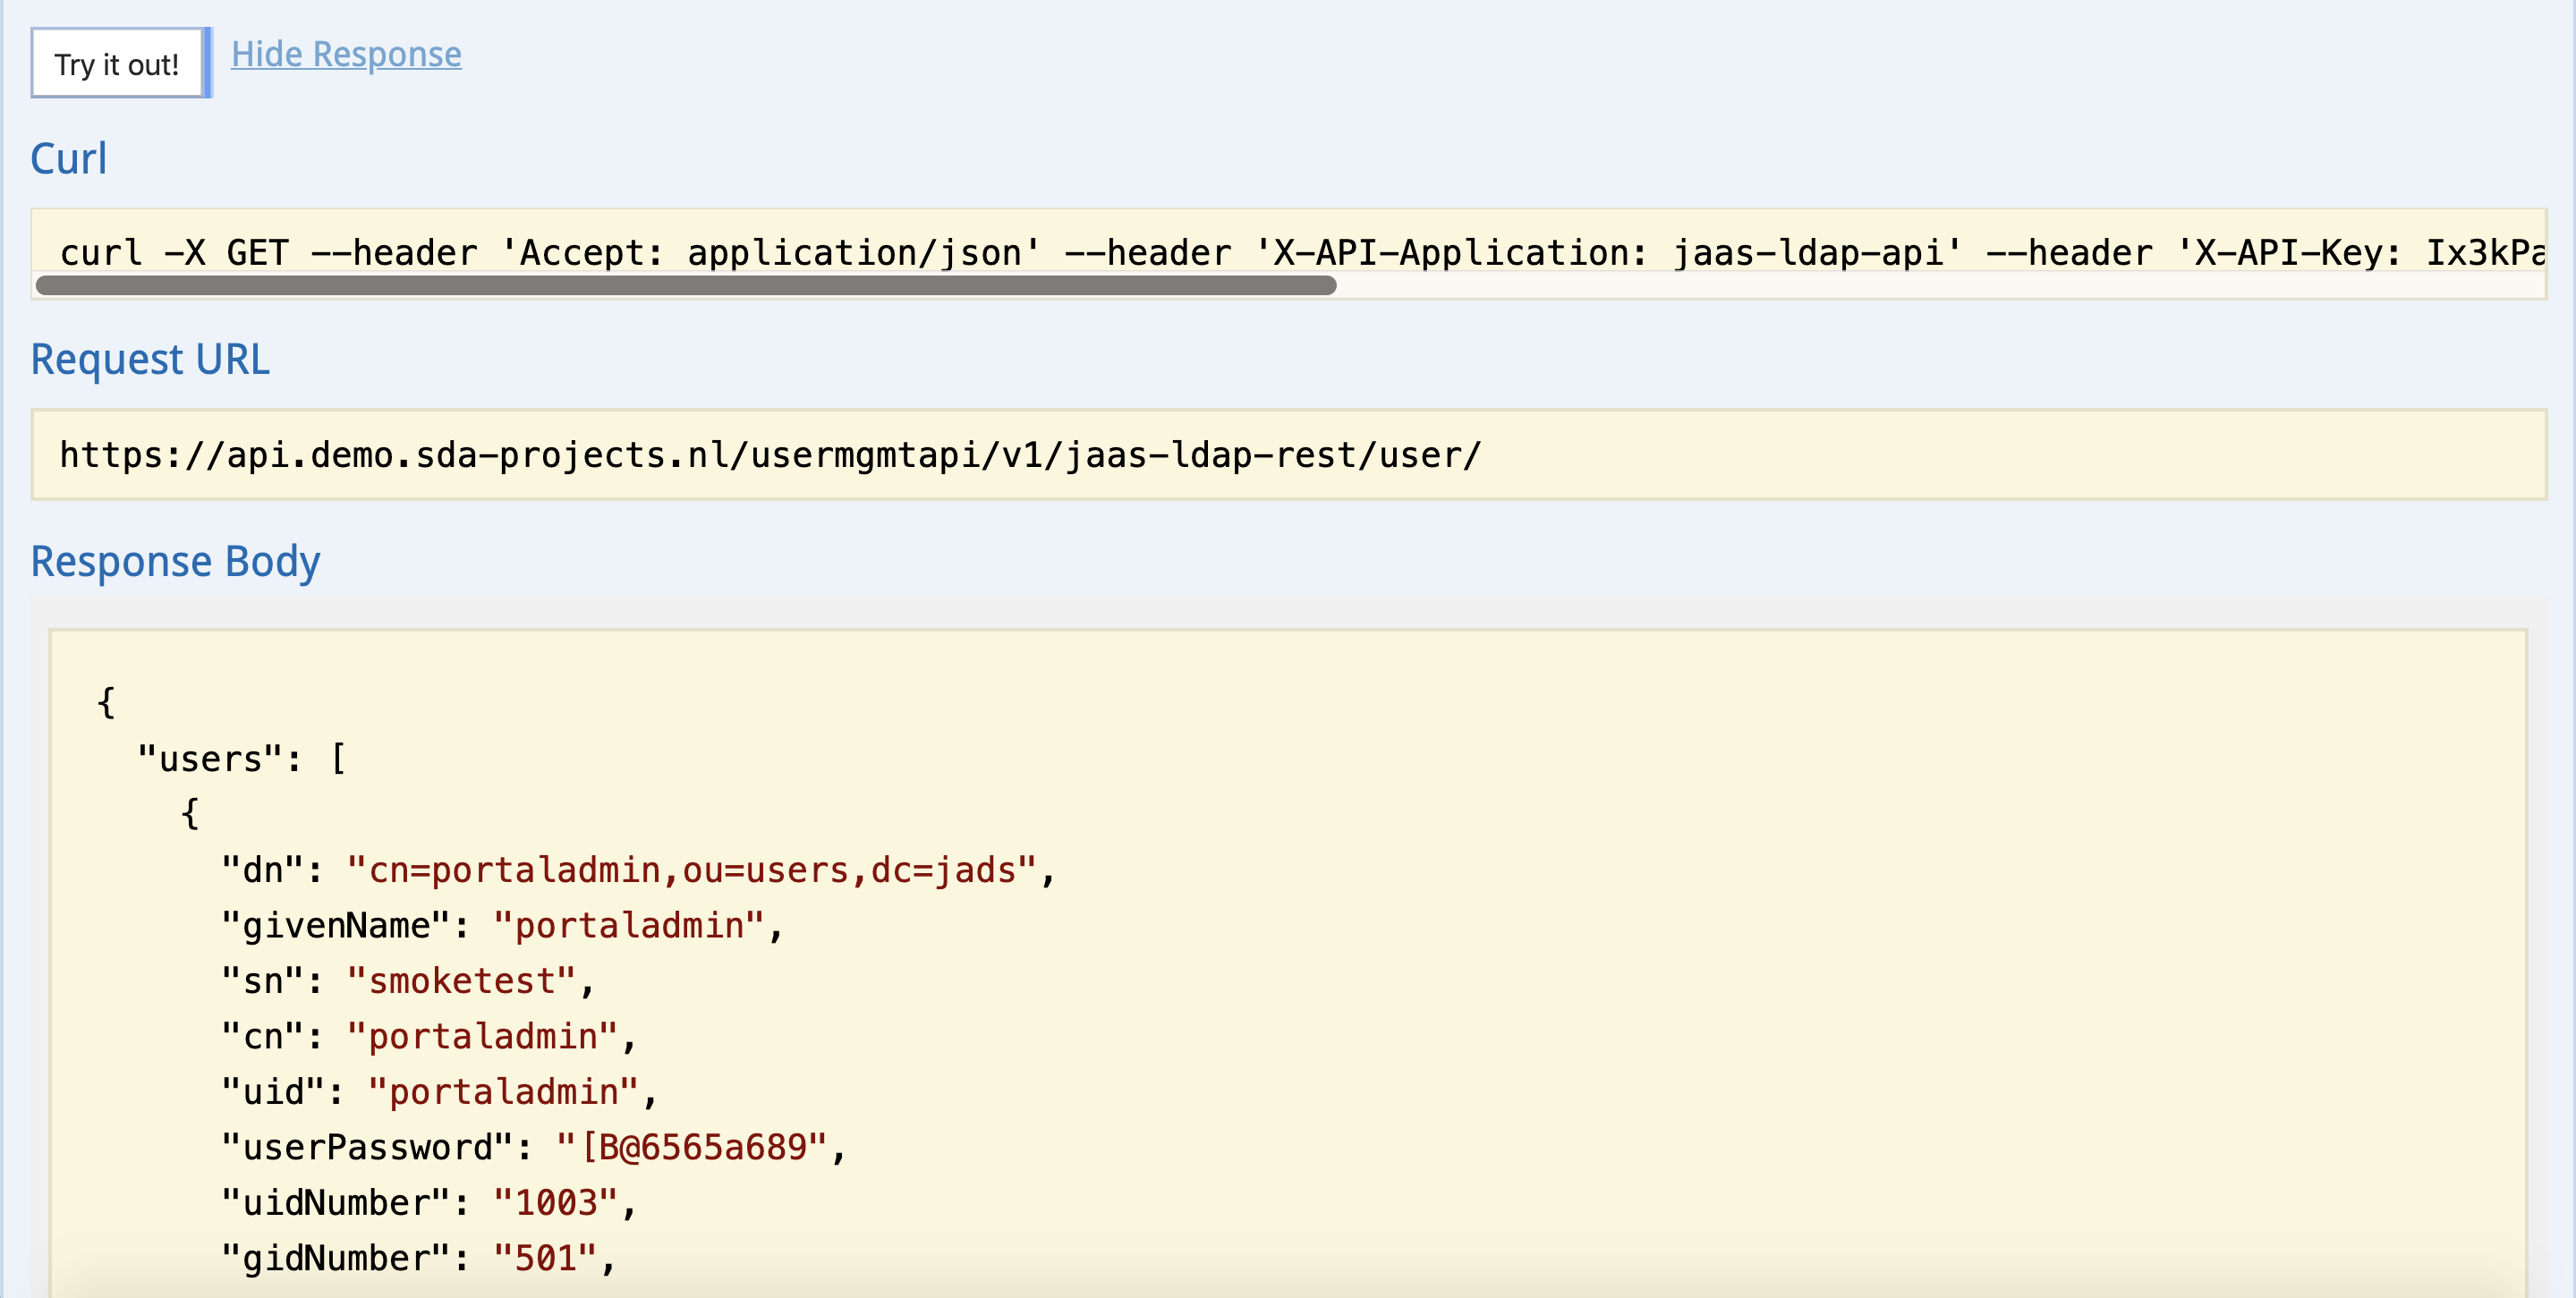 Try it out! Hide Response
Curl
curl -X GET --header 'Accept: application/json' --header 'X-API-Application: jaas-ldap-api' --header 'X-API-Key: Ix3kPa
Request URL
https://api.demo.sda-projects.nl/usermgmtapi/v1/jaas-ldap-rest/user/
Response Body
{
"users": [
{
"dn": "cn=portaladmin,ou=users,dc=jads",
"givenName": "portaladmin",
"sn": "smoketest",
"cn": "portaladmin",
"uid": "portaladmin",
"userPassword": "[B@6565a689",
"uidNumber": "1003",
"gidNumber": "501",